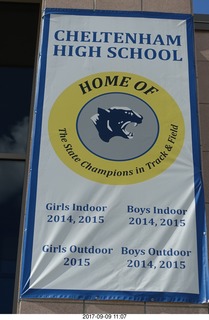 CHELTENHAM
HIGH SCHOOL
HOME OF
The State Champions in Track & Field
Girls Indoor
2014, 2015
Boys Indoor
2014, 2015
Girls Outdoor
2015
Boys Outdoor
2014, 2015
2017-09-09 11:07